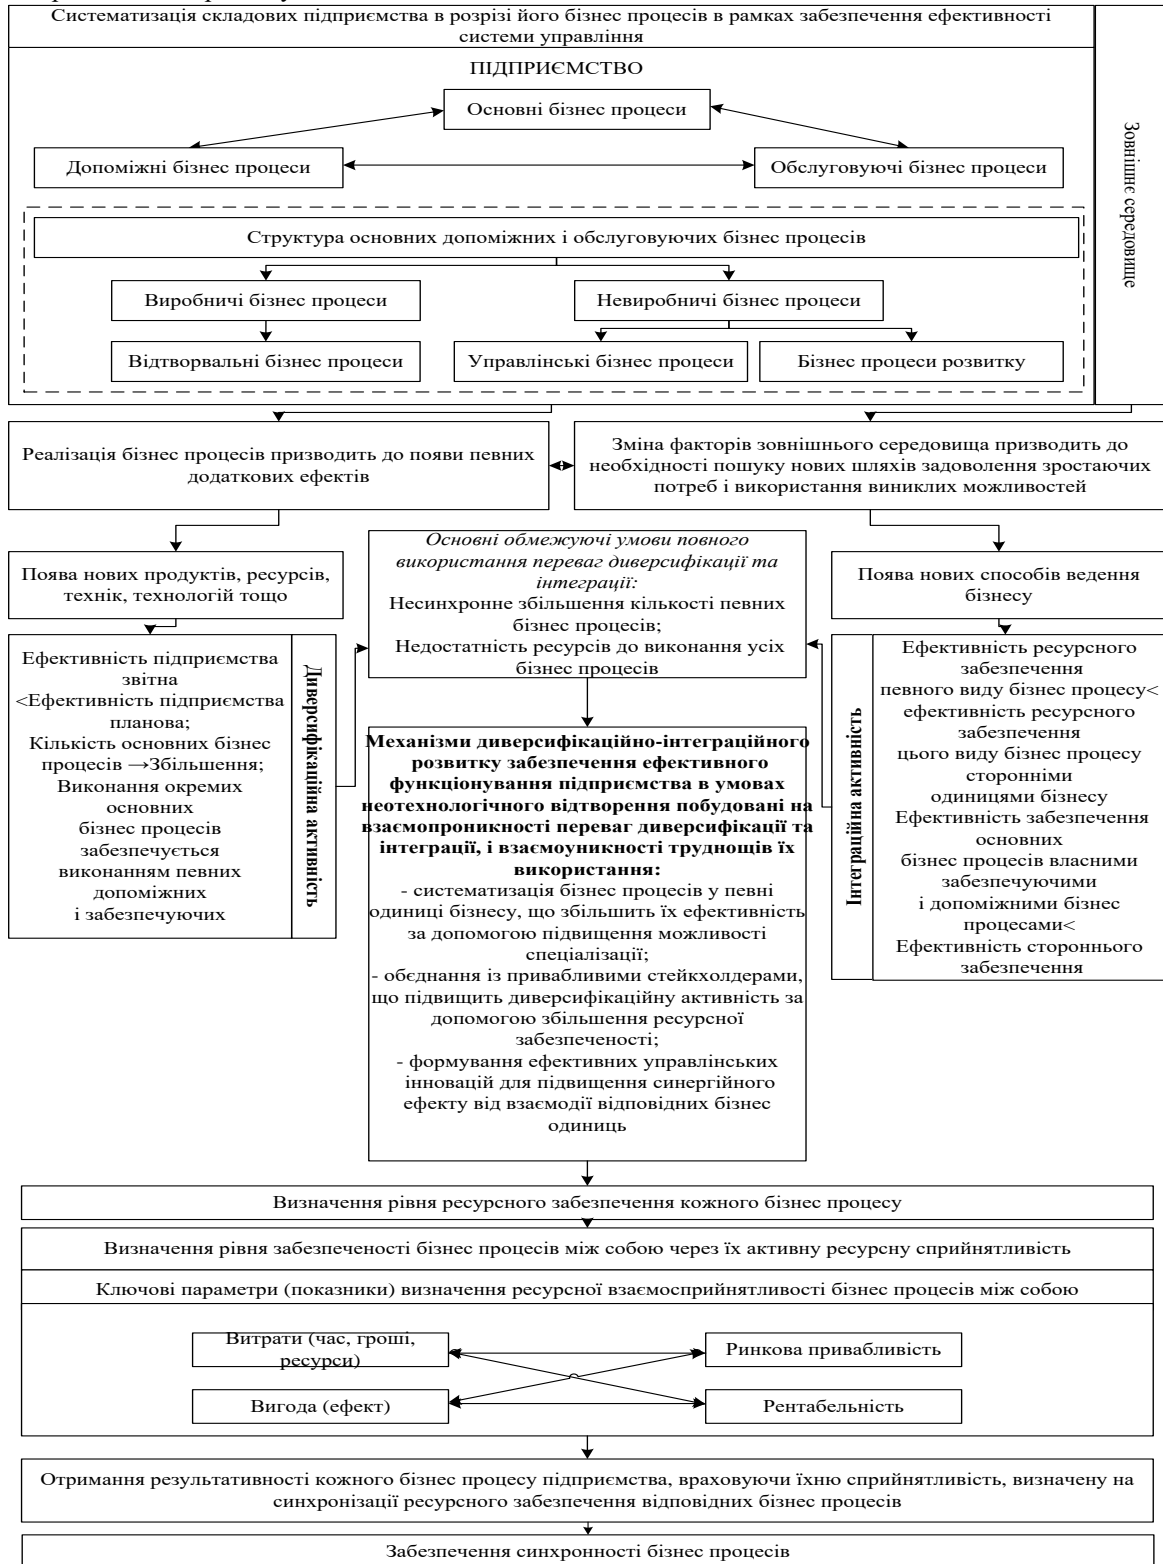 Систематизація складових підприємства в розрізі його бізнес процесів в рамках забезпечення ефективності
системи управління
ПІДПРИЄМСТВО
Основні бізнес процеси
Допоміжні бізнес процеси
Обслуговуючі бізнес процеси
Зовнішнє середовище
Структура основних допоміжних і обслуговуючих бізнес процесів
Виробничі бізнес процеси
Невиробничі бізнес процеси
Відтворвальні бізнес процеси
Управлінські бізнес процеси
Бізнес процеси розвитку
Реалізація бізнес процесів призводить до появи певних
додаткових ефектів
Зміна факторів зовнішнього середовища призводить до
необхідності пошуку нових шляхів задоволення зростаючих
потреб і використання виниклих можливостей
Поява нових продуктів, ресурсів,
технік, технологій тощо
Основні обмежуючі умови повного
використання переваг диверсифікації та
інтеграції:
Несинхронне збільшення кількості певних
бізнес процесів;
Недостатність ресурсів до виконання усіх
бізнес процесів
Поява нових способів ведення
бізнесу
Ефективність підприємства
звітна
<Ефективність підприємства
планова;
Кількість основних бізнес
процесів →Збільшення;
Виконання окремих
основних
бізнес процесів
забезпечується
виконанням певних
допоміжних
і забезпечуючих
Диверсифікаційна активність
Механізми диверсифікаційно-інтеграційного
розвитку забезпечення ефективного
функціонування підприємства в умовах
неотехнологічного відтворення побудовані на
взаємопроникності переваг диверсифікації та
інтеграції, і взаємоуникності труднощів їх
використання:
- систематизація бізнес процесів у певні
одиниці бізнесу, що збільшить їх ефективність
за допомогою підвищення можливості
спеціалізації;
- обєднання із привабливими стейкхолдерами,
що підвищить диверсифікаційну активність за
допомогою збільшення ресурсної
забезпеченості;
- формування ефективних управлінських
інновацій для підвищення синергійного
ефекту від взаємодії відповідних бізнес
одиниць
Інтеграційна активність
Ефективність ресурсного
забезпечення
певного виду бізнес процесу<
ефективність ресурсного
забезпечення
цього виду бізнес процесу
сторонніми
одиницями бізнесу
Ефективність забезпечення
основних
бізнес процесів власними
забезпечуючими
і допоміжними бізнес
процесами<
Ефективність стороннього
забезпечення
Визначення рівня ресурсного забезпечення кожного бізнес процесу
Визначення рівня забезпеченості бізнес процесів між собою через їх активну ресурсну сприйнятливість
Ключові параметри (показники) визначення ресурсної взаємосприйнятливості бізнес процесів між собою
Витрати (час, гроші,
ресурси)
Ринкова привабливість
Вигода (ефект)
Рентабельність
Отримання результативності кожного бізнес процесу підприємства, враховуючи їхню сприйнятливість, визначену на
синхронізації ресурсного забезпечення відповідних бізнес процесів
Забезпечення синхронності бізнес процесів